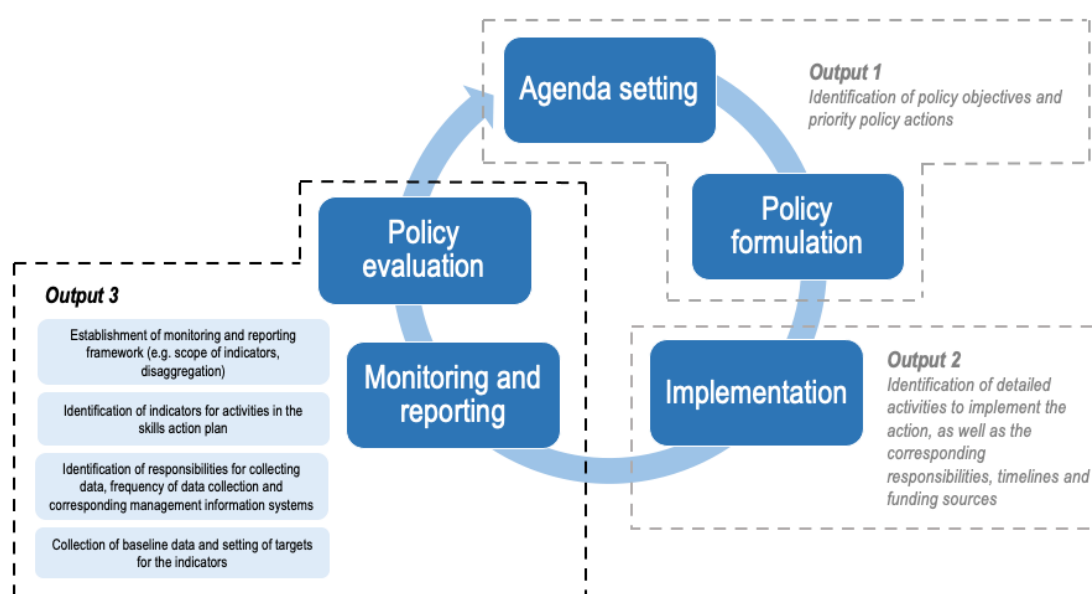 Agenda setting
Output 1
Identification of policy objectives and
priority policy actions
Policy
formulation
Implementation
Output 2
Identification of detailed
activities to implement the
action, as well as the
corresponding
responsibilities, timelines and
funding sources
Monitoring and
reporting
Policy
evaluation
Output 3
Establishment of monitoring and reporting
framework (e.g. scope of indicators,
disaggregation)
Identification of indicators for activities in the
skills action plan
Identification of responsibilities for collecting
data, frequency of data collection and
corresponding management information systems
Collection of baseline data and setting of targets
for the indicators